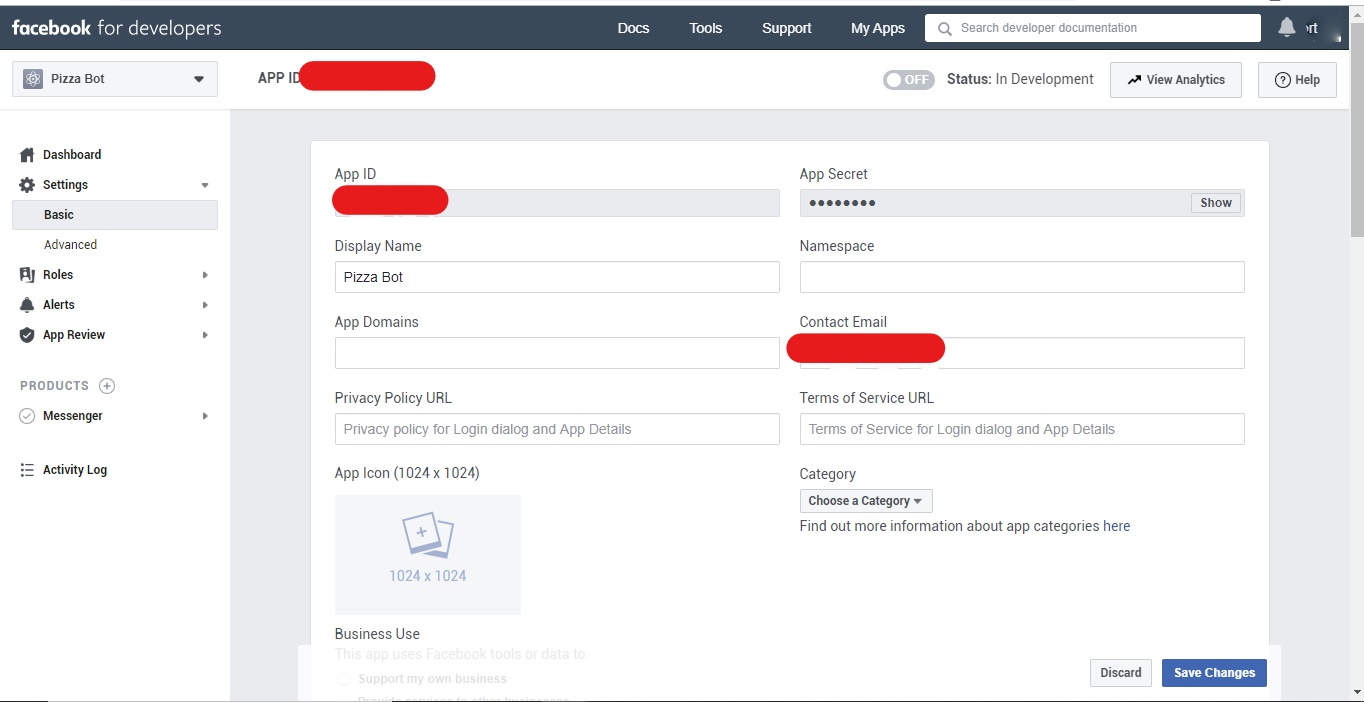 facebook for developers
Docs
Tools
Support
My Apps
Search developer documentation
Pizza Bot
APP ID
OFF
Status: In Development
View Analytics
Help
Dashboard
Settings
Basic
Advanced
Roles
Alerts
App Review
PRODUCTS
Messenger
Activity Log
App ID
App Secret
●●●●●●●●
Show
Display Name
Namespace
Pizza Bot
App Domains
Contact Email
Privacy Policy URL
Terms of Service URL
Privacy policy for Login dialog and App Details
Terms of Service for Login dialog and App Details
App Icon (1024 x 1024)
Category
Choose a Category
Find out more information about app categories here
1024 x 1024
Business Use
This app uses Facebook tools or data to
Support my own business
Provide services to other businesses
Discard
Save Changes